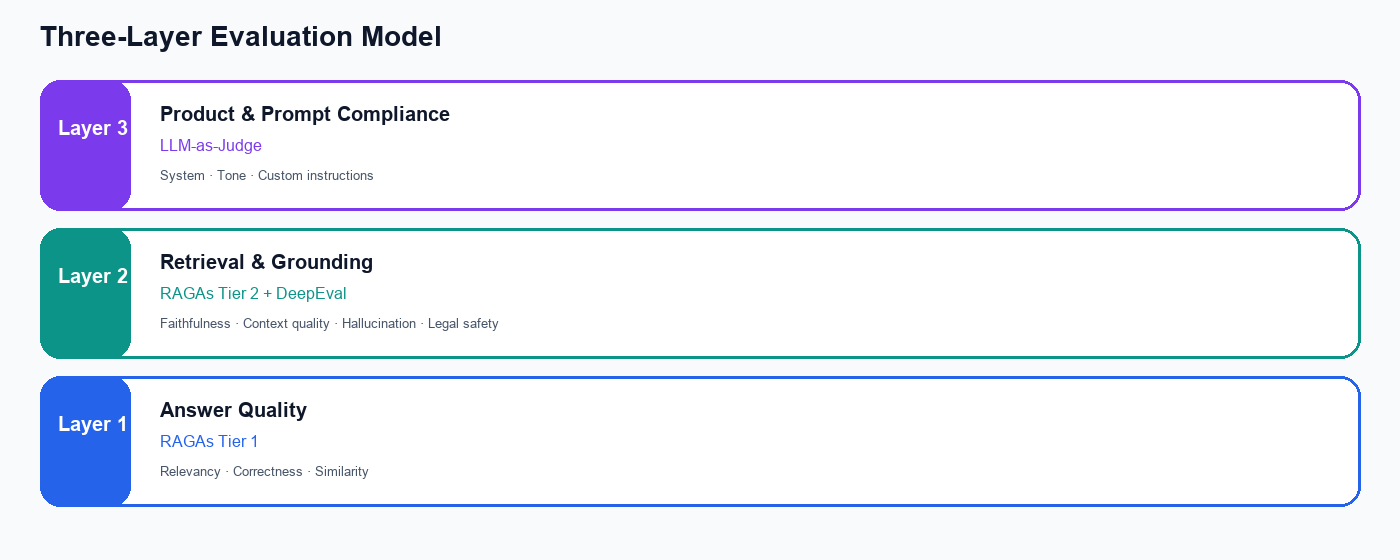 Three-Layer Evaluation Model
Layer 3
Product & Prompt Compliance
LLM-as-Judge
System · Tone · Custom instructions
Layer 2
Retrieval & Grounding
RAGAs Tier 2 + DeepEval
Faithfulness · Context quality · Hallucination · Legal safety
Layer 1
Answer Quality
RAGAs Tier 1
Relevancy · Correctness · Similarity